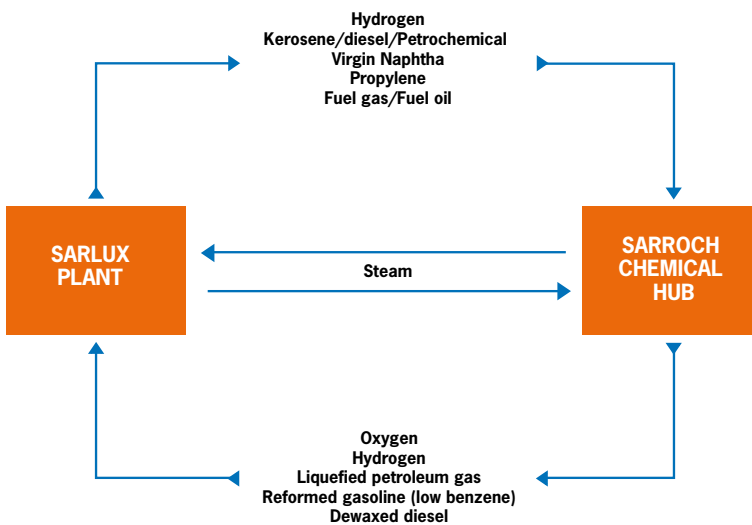 Hydrogen
Kerosene/diesel/Petrochemical
Virgin Naphtha
Propylene
Fuel gas/Fuel oil
SARLUX
PLANT
Steam
SARROCH
CHEMICAL
HUB
Oxygen
Hydrogen
Liquefied petroleum gas
Reformed gasoline (low benzene)
Dewaxed diesel